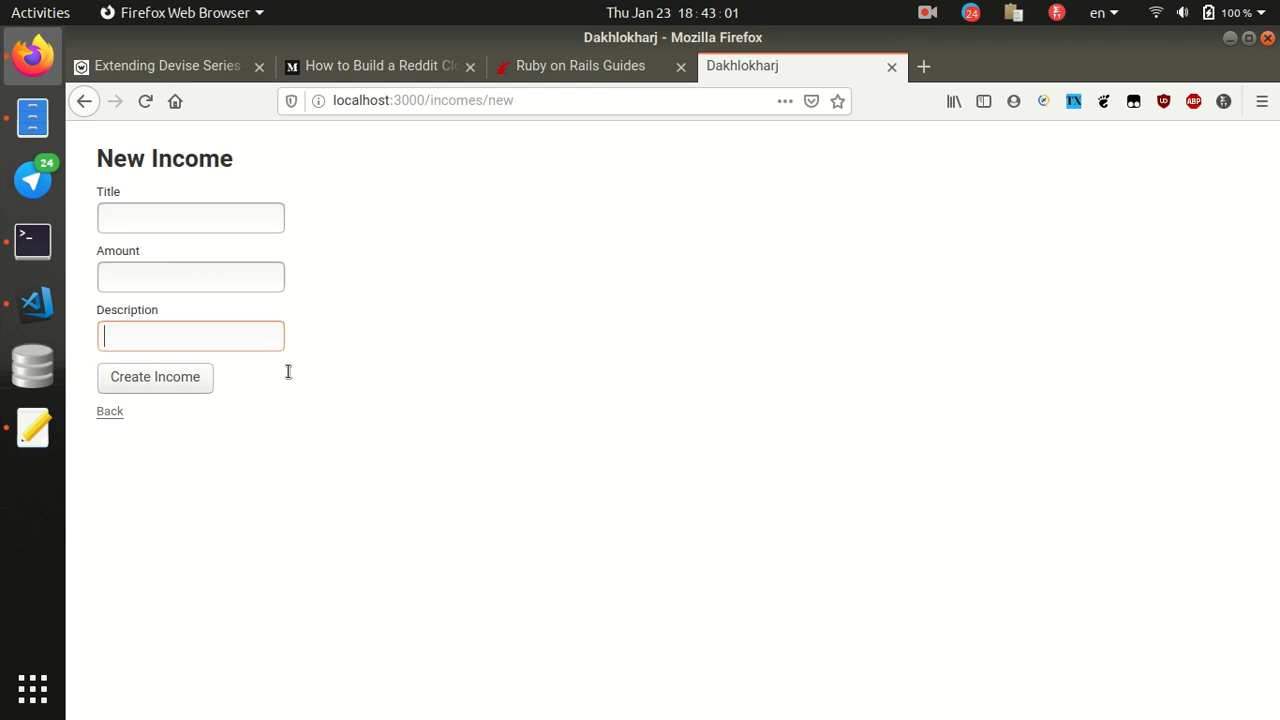 Activities Firefox Web Browser Thu Jan 23 18:43:01 24 en 100 %
Dakhlokharj - Mozilla Firefox
Extending Devise Series - How to Build a Reddit Clo Ruby on Rails Guides Dakhlokharj
localhost:3000/incomes/new
24
New Income
Title
Amount
Description
Create Income
Back